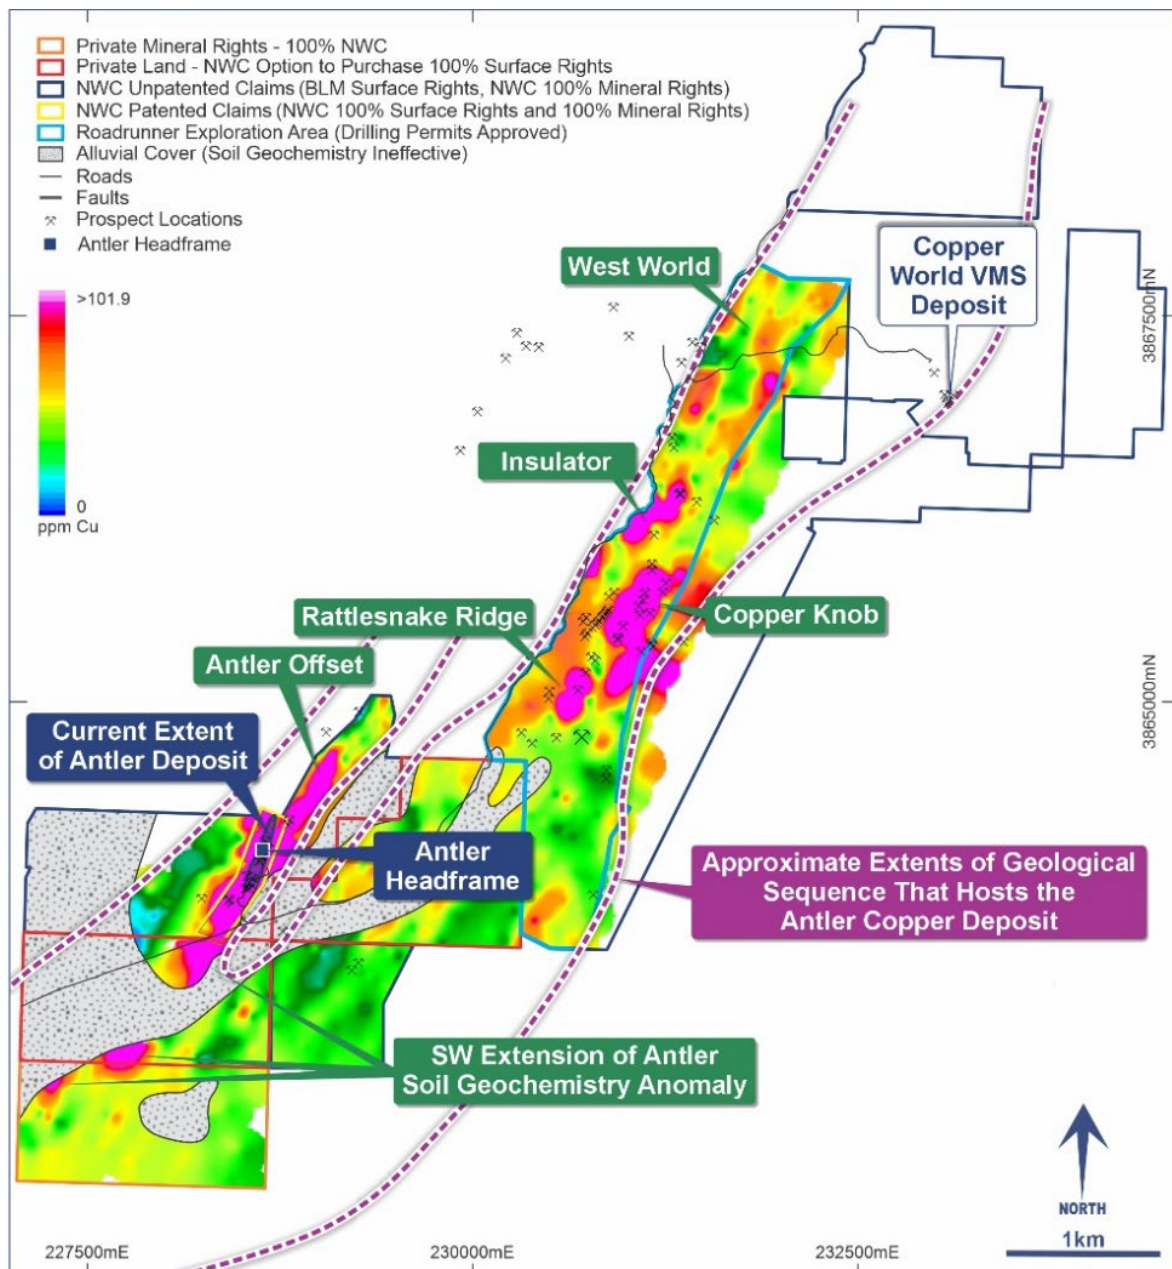 Private Mineral Rights - 100% NWC
Private Land - NWC Option to Purchase 100% Surface Rights
NWC Unpatented Claims (BLM Surface Rights, NWC 100% Mineral Rights)
NWC Patented Claims (NWC 100% Surface Rights and 100% Mineral Rights)
Roadrunner Exploration Area (Drilling Permits Approved)
Alluvial Cover (Soil Geochemistry Ineffective)
Roads
Faults
Prospect Locations
Antler Headframe
>101.9
0
ppm Cu
West World
Copper
World VMS
Deposit
3867500mN
Insulator
Rattlesnake Ridge
Copper Knob
Antler Offset
3865000mN
Current Extent
of Antler Deposit
Antler
Headframe
Approximate Extents of Geological
Sequence That Hosts the
Antler Copper Deposit
SW Extension of Antler
Soil Geochemistry Anomaly
NORTH
1km
227500mE
230000mE
232500mE